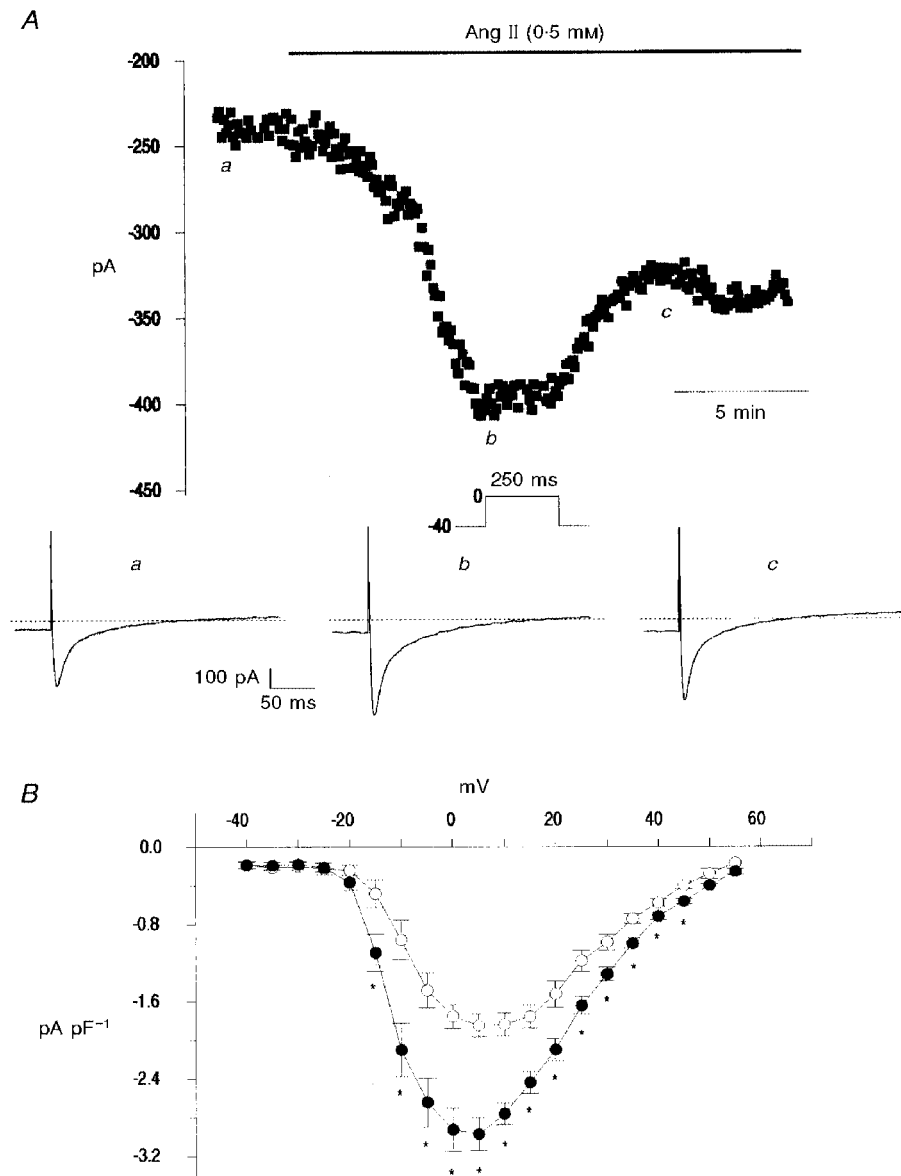 A
Ang II (0·5 mM)
-200
-250
-300
-350
-400
-450
pA
a
b
c
5 min
250 ms
0
-40
a
b
c
100 pA
50 ms
B
mV
-40 -20 0 20 40 60
0.0
-0.8
-1.6
-2.4
-3.2
pA pF⁻¹
* * * * * * * * * * * * *